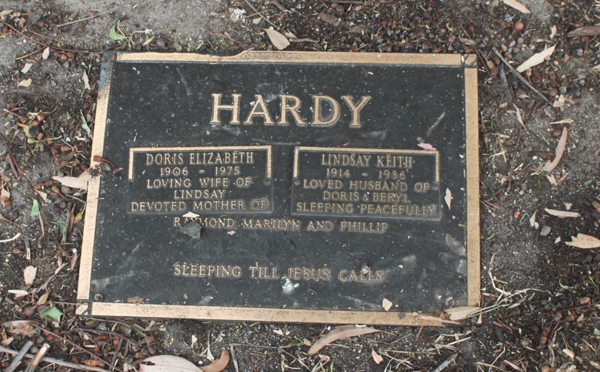 HARDY
DORIS ELIZABETH
1906 - 1975
LOVING WIFE OF
LINDSAY
DEVOTED MOTHER OF
LINDSAY KEITH
1914 - 1986
LOVED HUSBAND OF
DORIS & BERYL
SLEEPING PEACEFULLY
RAYMOND MARILYN AND PHILLIP
SLEEPING TILL JESUS CALLS